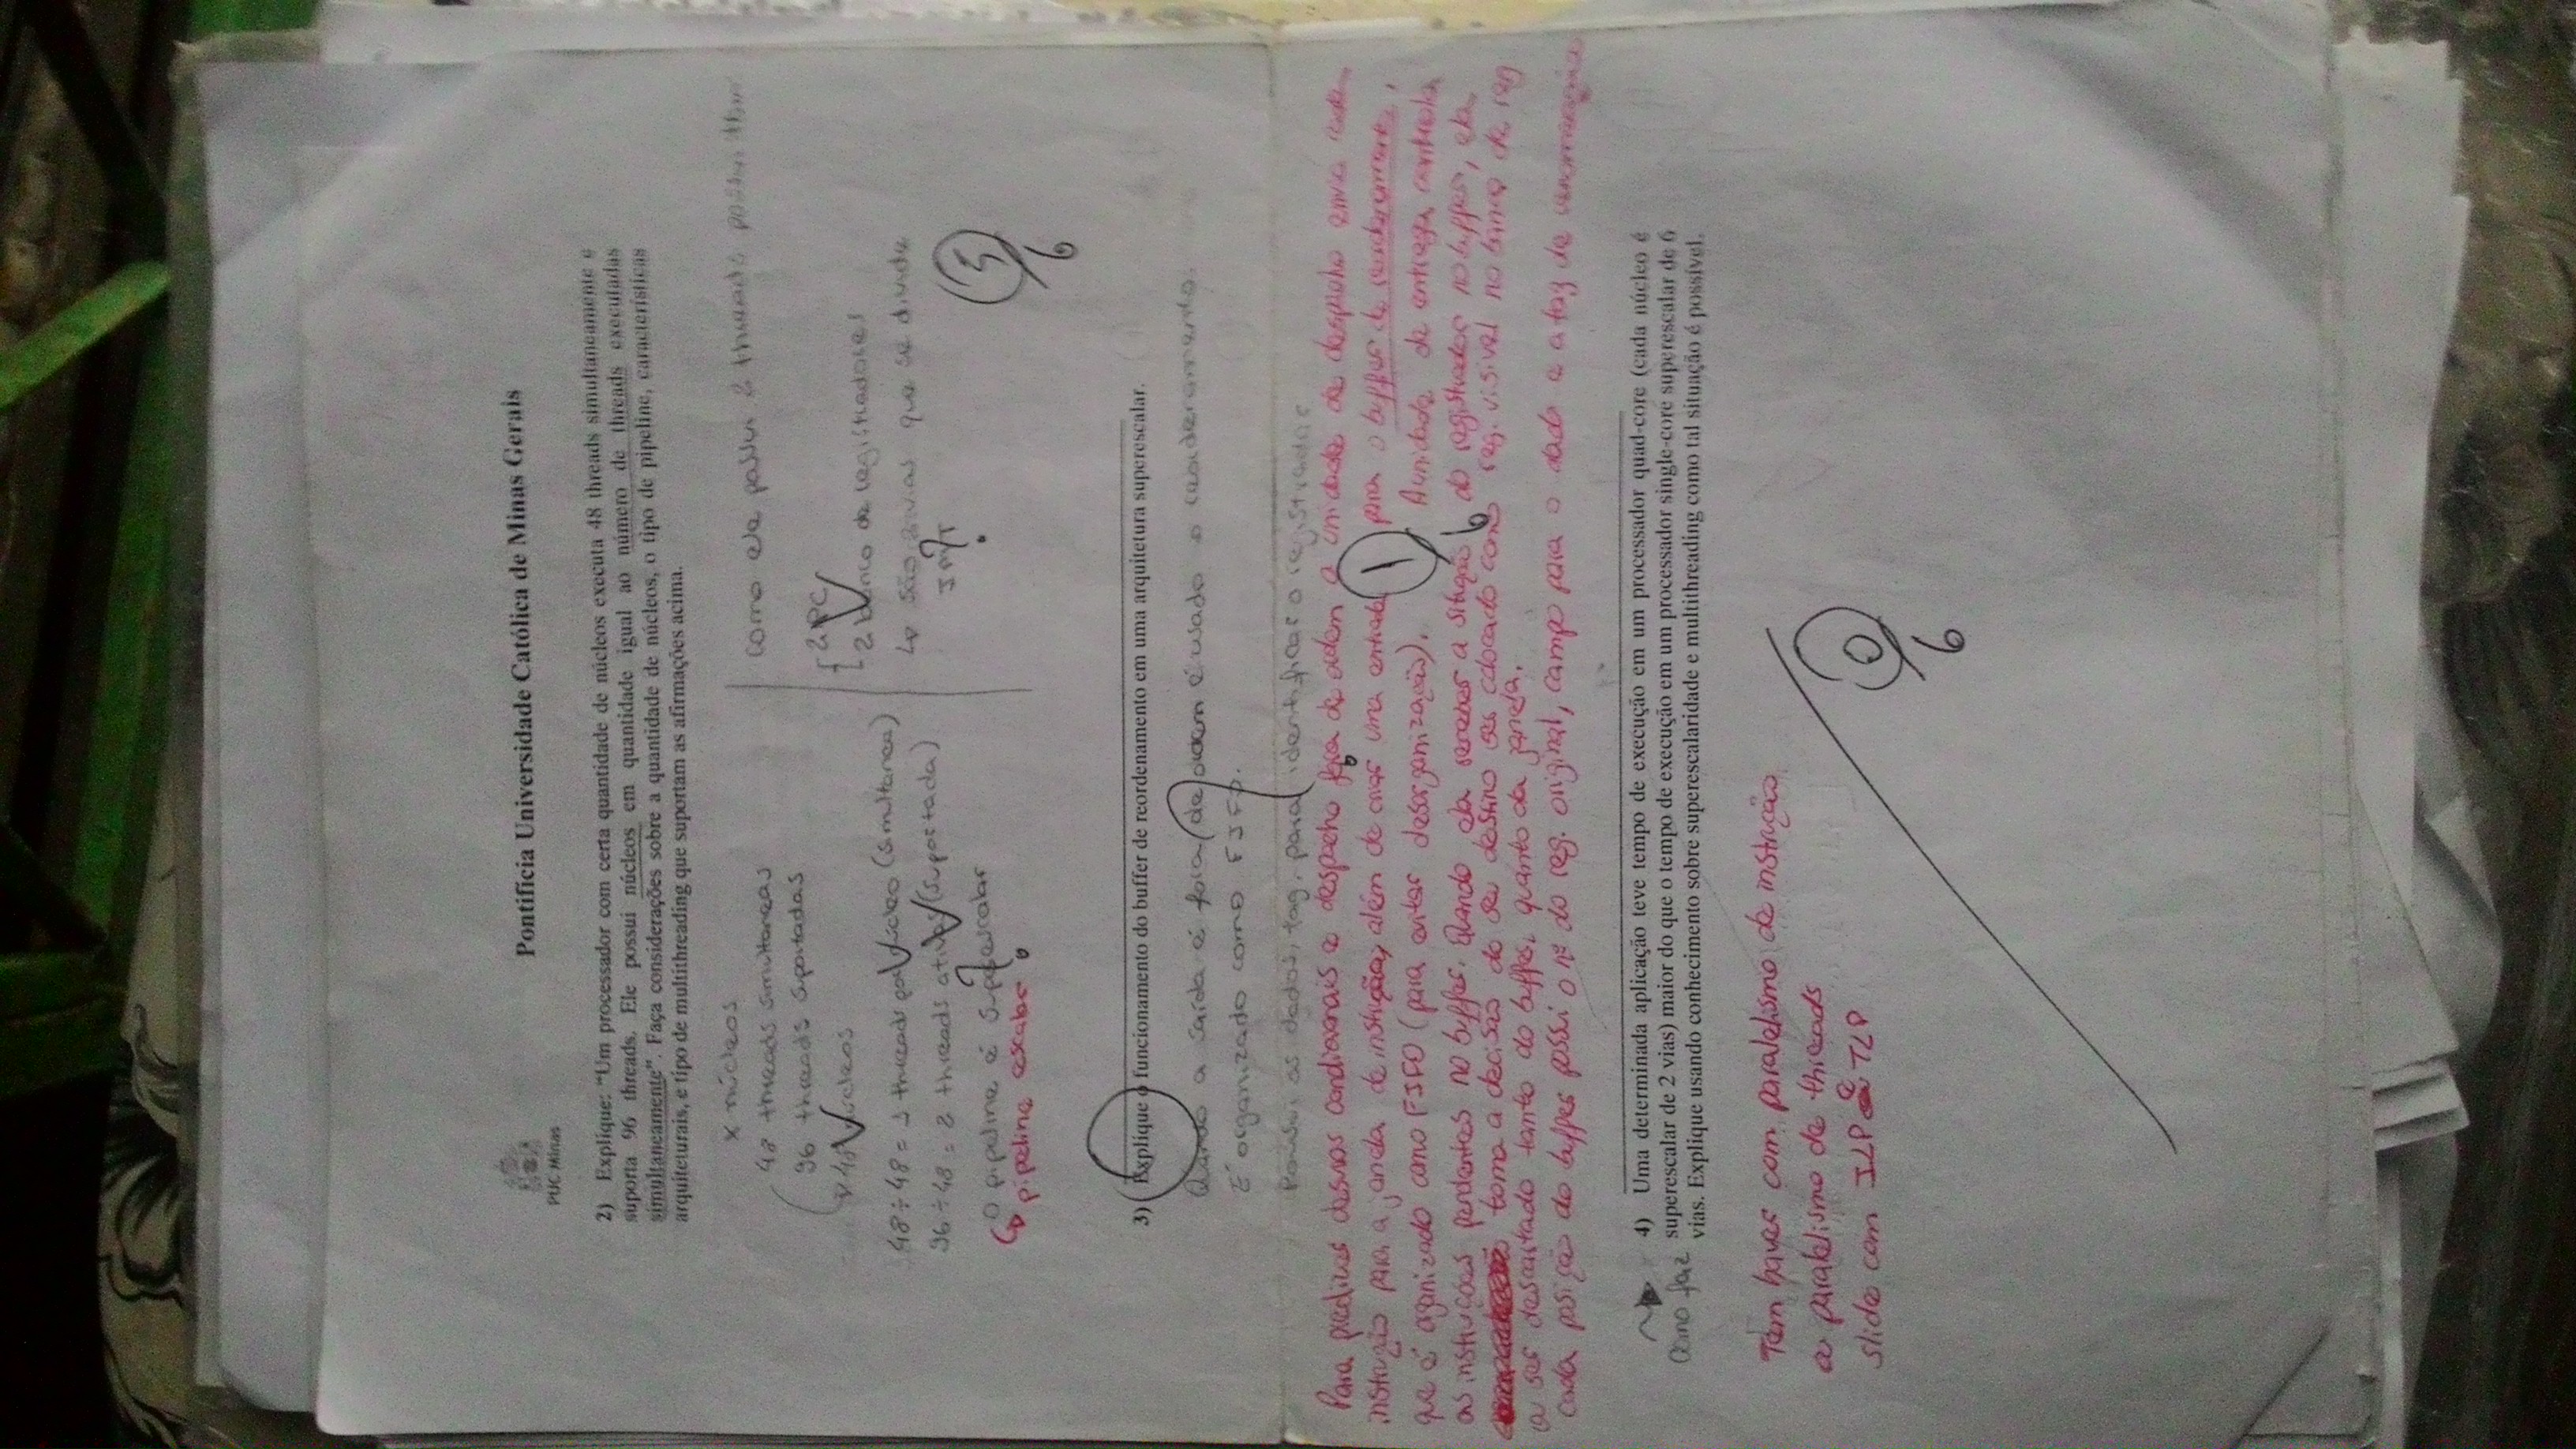 Pontifícia Universidade Católica de Minas Gerais
PUC Minas
2) Explique: "Um processador com certa quantidade de núcleos executa 48 threads simultaneamente e
suporta 96 threads. Ele possui núcleos em quantidade igual ao número de threads executadas
simultaneamente". Faça considerações sobre a quantidade de núcleos, o tipo de pipeline, características
arquiteturais, e tipo de multithreading que suportam as afirmações acima.
x núcleos
48 threads simultaneas
96 threads suportadas
48 núcleos
48 ÷ 48 = 1 threads por núcleo (simultanea)
96 ÷ 48 = 2 threads ativas (suportada)
O pipeline é superescalar
?
pipeline escalar
como ele possui 2 threads
2 PC
2 banco de registradores
são 2 vias que se divide
IMT
?
5
6
3) Explique o funcionamento do buffer de reordenamento em uma arquitetura superescalar.
Quando a saída é fora de ordem é usado o
É organizado como FIFO.
os dados, tag, para identificar o registrador
Para predizer desvios condicionais e despacho fora de ordem a unidade de despacho envia cada
instrução para a janela de instrução, além de criar uma entrada para o buffer de reordenamento,
que é organizado como FIFO (para evitar desorganização). A unidade de entrega controla
as instruções pendentes no buffer. Quando ela receber a situação do registrador no buffer, ela
toma a decisão do seu destino ser colocado como reg. visivel no banco de reg
ou ser descartado tanto do buffer, quanto da janela.
cada posição do buffer possui o nº do reg. original, campo para o dado e a tag de
1
6
4) Uma determinada aplicação teve tempo de execução em um processador quad-core (cada núcleo é
superescalar de 2 vias) maior do que o tempo de execução em um processador single-core superescalar de 6
vias. Explique usando conhecimento sobre superescalaridade e multithreading como tal situação é possível.
Como faz
Tem haver com paralelismo de instrução
e paralelismo de threads
slide com ILP e TLP
0
6